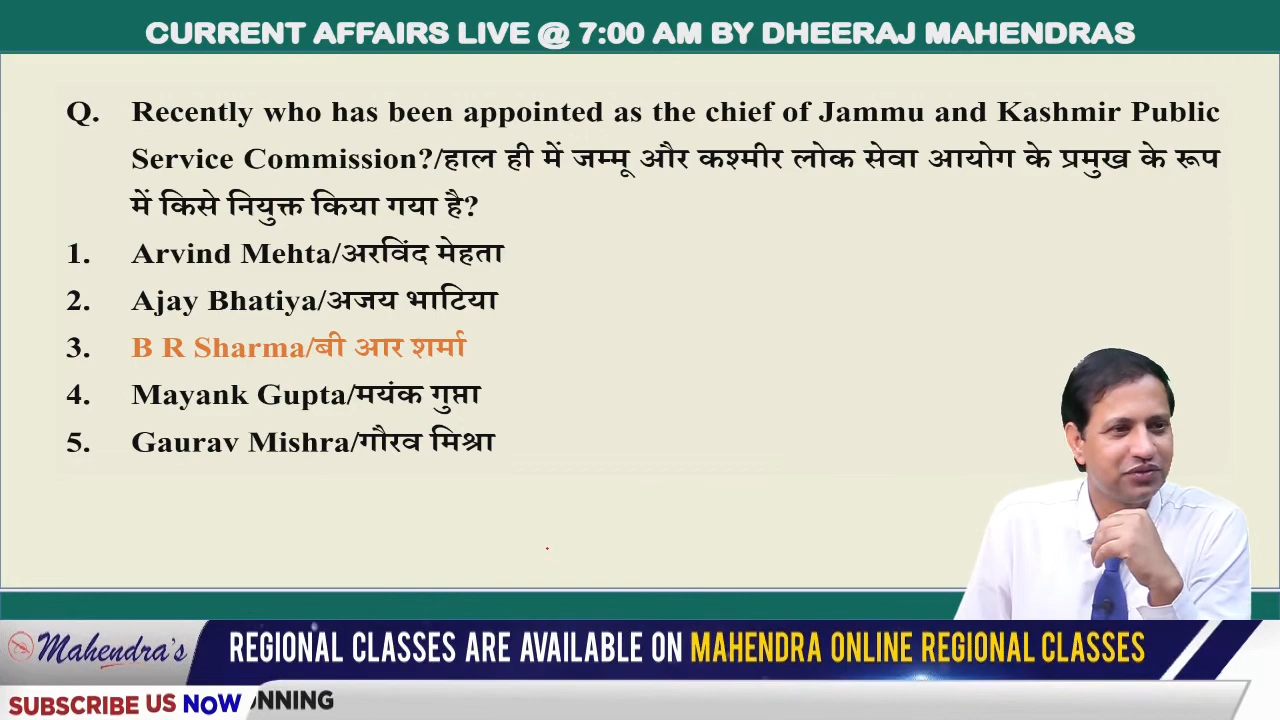 CURRENT AFFAIRS LIVE @ 7:00 AM BY DHEERAJ MAHENDRAS
Q. Recently who has been appointed as the chief of Jammu and Kashmir Public
Service Commission?/हाल ही में जम्मू और कश्मीर लोक सेवा आयोग के प्रमुख के रूप
में किसे नियुक्त किया गया है?
1. Arvind Mehta/अरविंद मेहता
2. Ajay Bhatiya/अजय भाटिया
3. B R Sharma/बी आर शर्मा
4. Mayank Gupta/मयंक गुप्ता
5. Gaurav Mishra/गौरव मिश्रा
Mahendra's REGIONAL CLASSES ARE AVAILABLE ON MAHENDRA ONLINE REGIONAL CLASSES
SUBSCRIBE US NOW